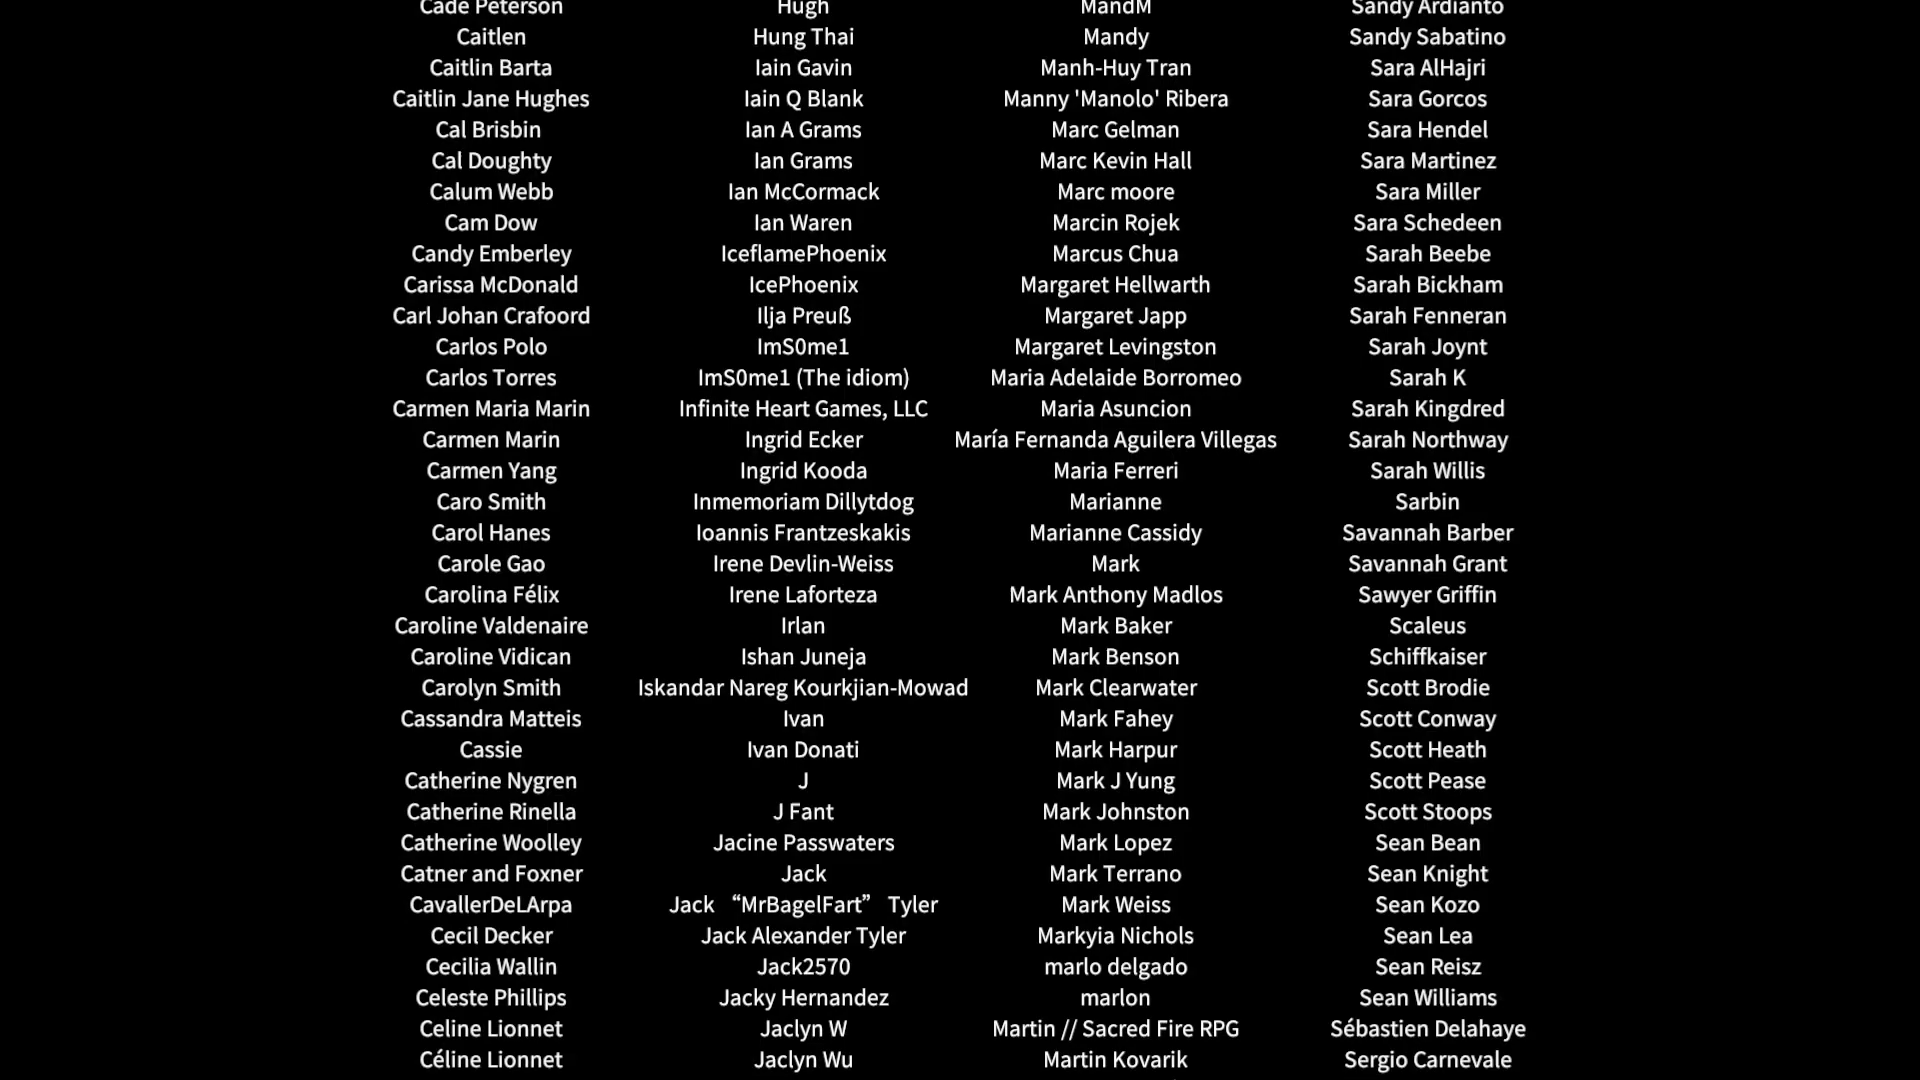 Cade Peterson
Caitlen
Caitlin Barta
Caitlin Jane Hughes
Cal Brisbin
Cal Doughty
Calum Webb
Cam Dow
Candy Emberley
Carissa McDonald
Carl Johan Crafoord
Carlos Polo
Carlos Torres
Carmen Maria Marin
Carmen Marin
Carmen Yang
Caro Smith
Carol Hanes
Carole Gao
Carolina Félix
Caroline Valdenaire
Caroline Vidican
Carolyn Smith
Cassandra Matteis
Cassie
Catherine Nygren
Catherine Rinella
Catherine Woolley
Catner and Foxner
CavallerDeLArpa
Cecil Decker
Cecilia Wallin
Celeste Phillips
Celine Lionnet
Céline Lionnet
Hugh
Hung Thai
Iain Gavin
Iain Q Blank
Ian A Grams
Ian Grams
Ian McCormack
Ian Waren
IceflamePhoenix
IcePhoenix
Ilja Preuß
ImS0me1
ImS0me1 (The idiom)
Infinite Heart Games, LLC
Ingrid Ecker
Ingrid Kooda
Inmemoriam Dillytdog
Ioannis Frantzeskakis
Irene Devlin-Weiss
Irene Laforteza
Irlan
Ishan Juneja
Iskandar Nareg Kourkjian-Mowad
Ivan
Ivan Donati
J
J Fant
Jacine Passwaters
Jack
Jack “MrBagelFart” Tyler
Jack Alexander Tyler
Jack2570
Jacky Hernandez
Jaclyn W
Jaclyn Wu
MandM
Mandy
Manh-Huy Tran
Manny 'Manolo' Ribera
Marc Gelman
Marc Kevin Hall
Marc moore
Marcin Rojek
Marcus Chua
Margaret Hellwarth
Margaret Japp
Margaret Levingston
Maria Adelaide Borromeo
Maria Asuncion
María Fernanda Aguilera Villegas
Maria Ferreri
Marianne
Marianne Cassidy
Mark
Mark Anthony Madlos
Mark Baker
Mark Benson
Mark Clearwater
Mark Fahey
Mark Harpur
Mark J Yung
Mark Johnston
Mark Lopez
Mark Terrano
Mark Weiss
Markyia Nichols
marlo delgado
marlon
Martin // Sacred Fire RPG
Martin Kovarik
Sandy Ardianto
Sandy Sabatino
Sara AlHajri
Sara Gorcos
Sara Hendel
Sara Martinez
Sara Miller
Sara Schedeen
Sarah Beebe
Sarah Bickham
Sarah Fenneran
Sarah Joynt
Sarah K
Sarah Kingdred
Sarah Northway
Sarah Willis
Sarbin
Savannah Barber
Savannah Grant
Sawyer Griffin
Scaleus
Schiffkaiser
Scott Brodie
Scott Conway
Scott Heath
Scott Pease
Scott Stoops
Sean Bean
Sean Knight
Sean Kozo
Sean Lea
Sean Reisz
Sean Williams
Sébastien Delahaye
Sergio Carnevale